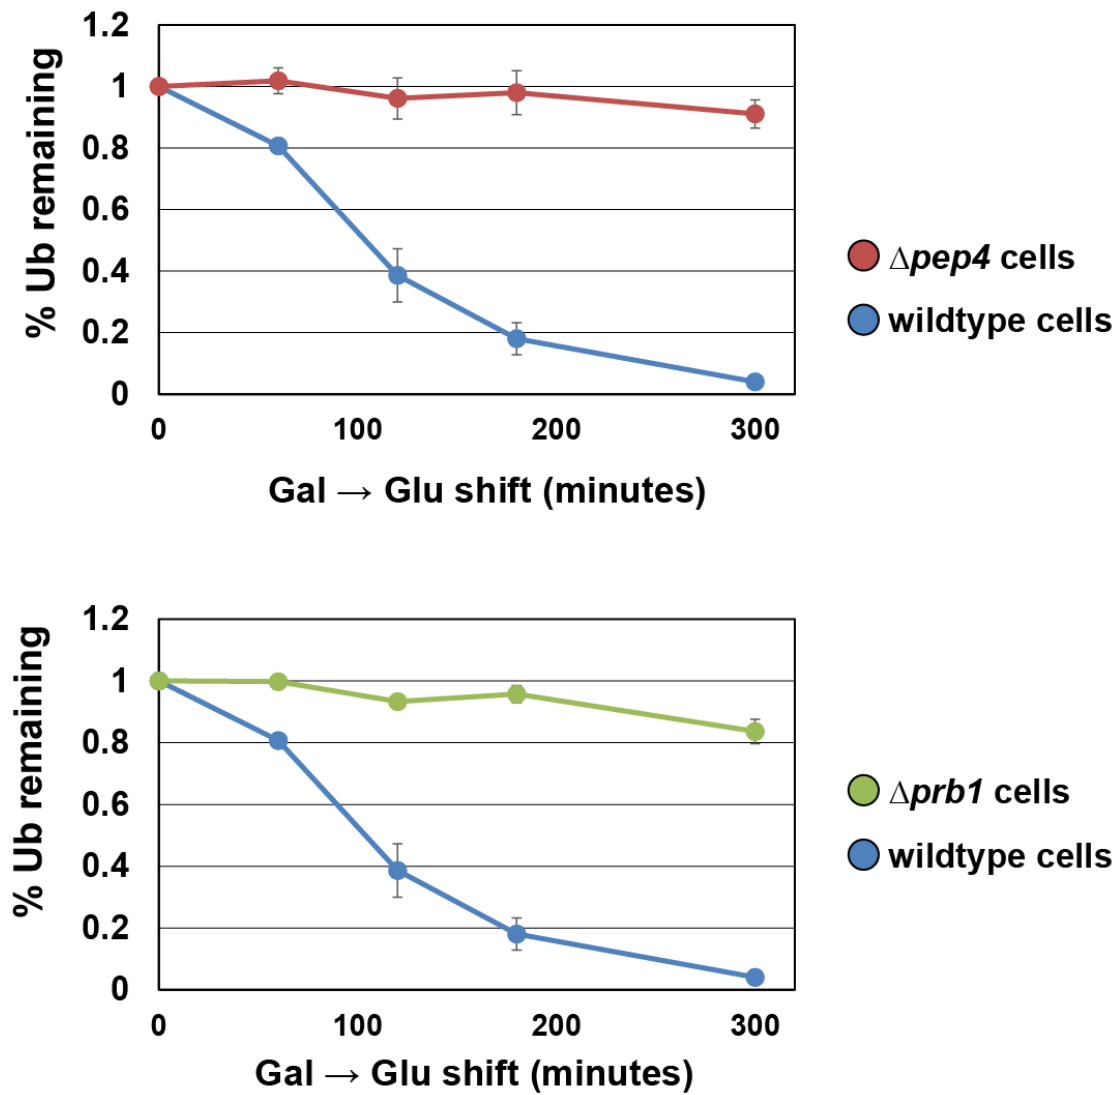 % Ub remaining
1.2
1
0.8
0.6
0.4
0.2
0
0 100 200 300
Gal → Glu shift (minutes)
∆pep4 cells
wildtype cells
% Ub remaining
1.2
1
0.8
0.6
0.4
0.2
0
0 100 200 300
Gal → Glu shift (minutes)
∆prb1 cells
wildtype cells